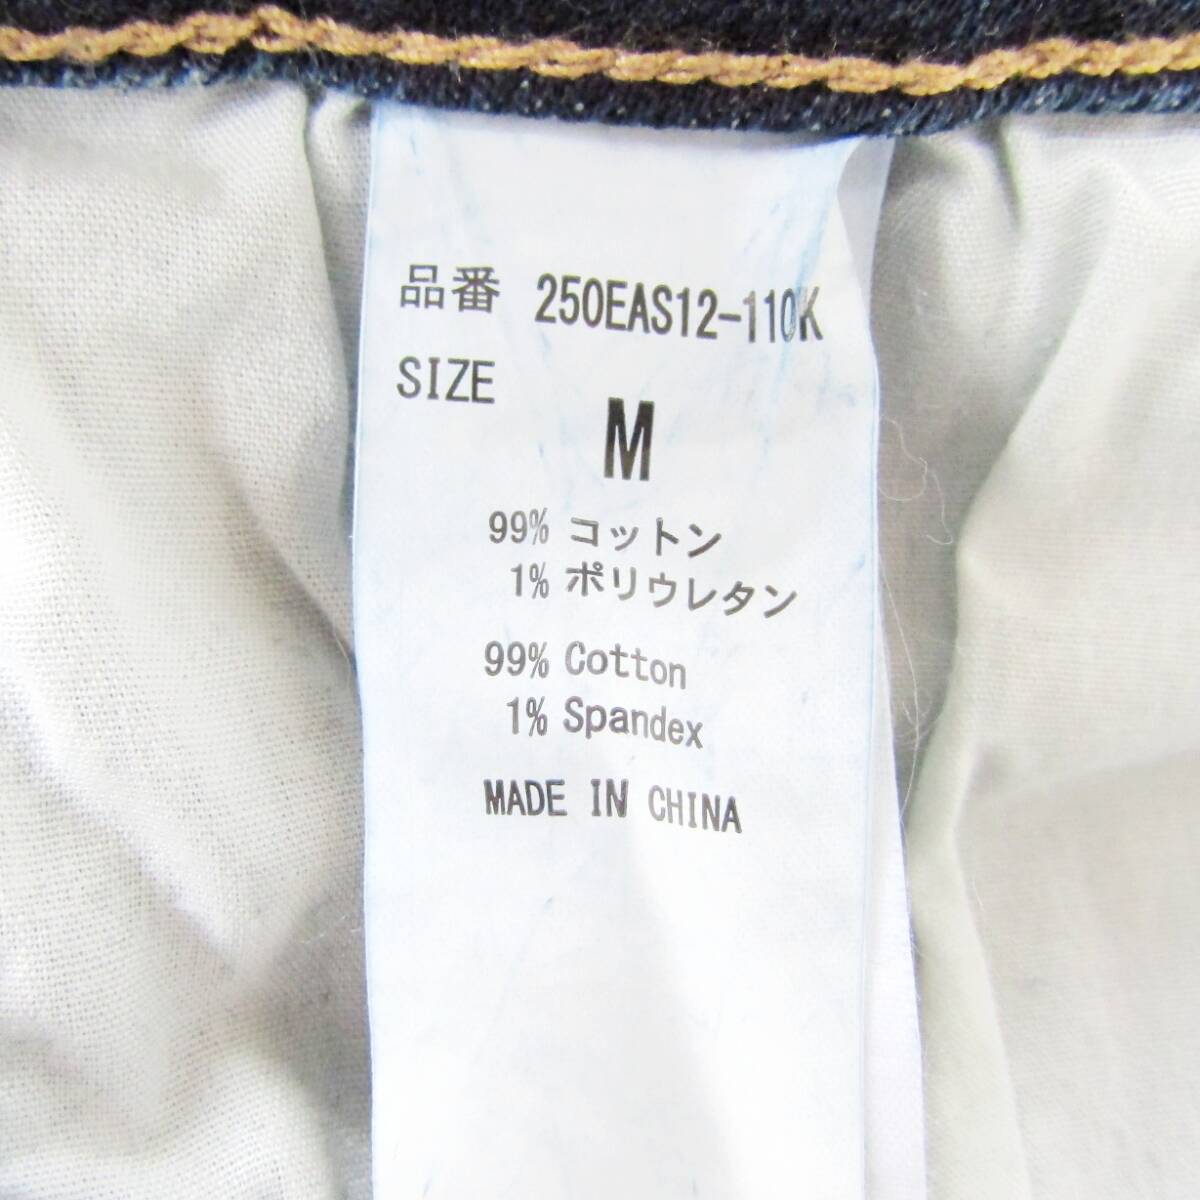 品番 250EAS12-110K
SIZE
M
99% コットン
1% ポリウレタン
99% Cotton
1% Spandex
MADE IN CHINA